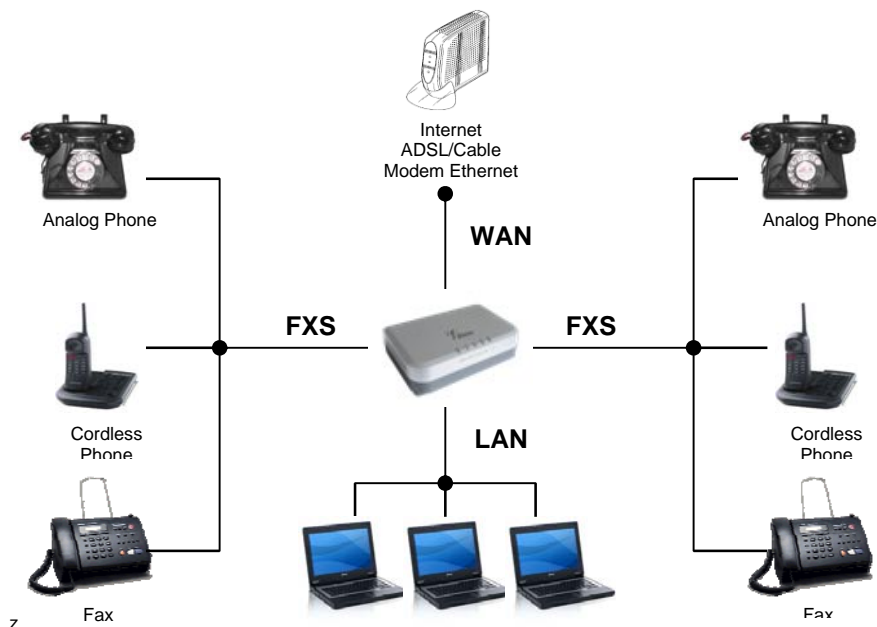 Internet
ADSL/Cable
Modem Ethernet
Analog Phone
Analog Phone
WAN
FXS
FXS
Cordless
Phone
Cordless
Phone
LAN
Fax
Fax
z